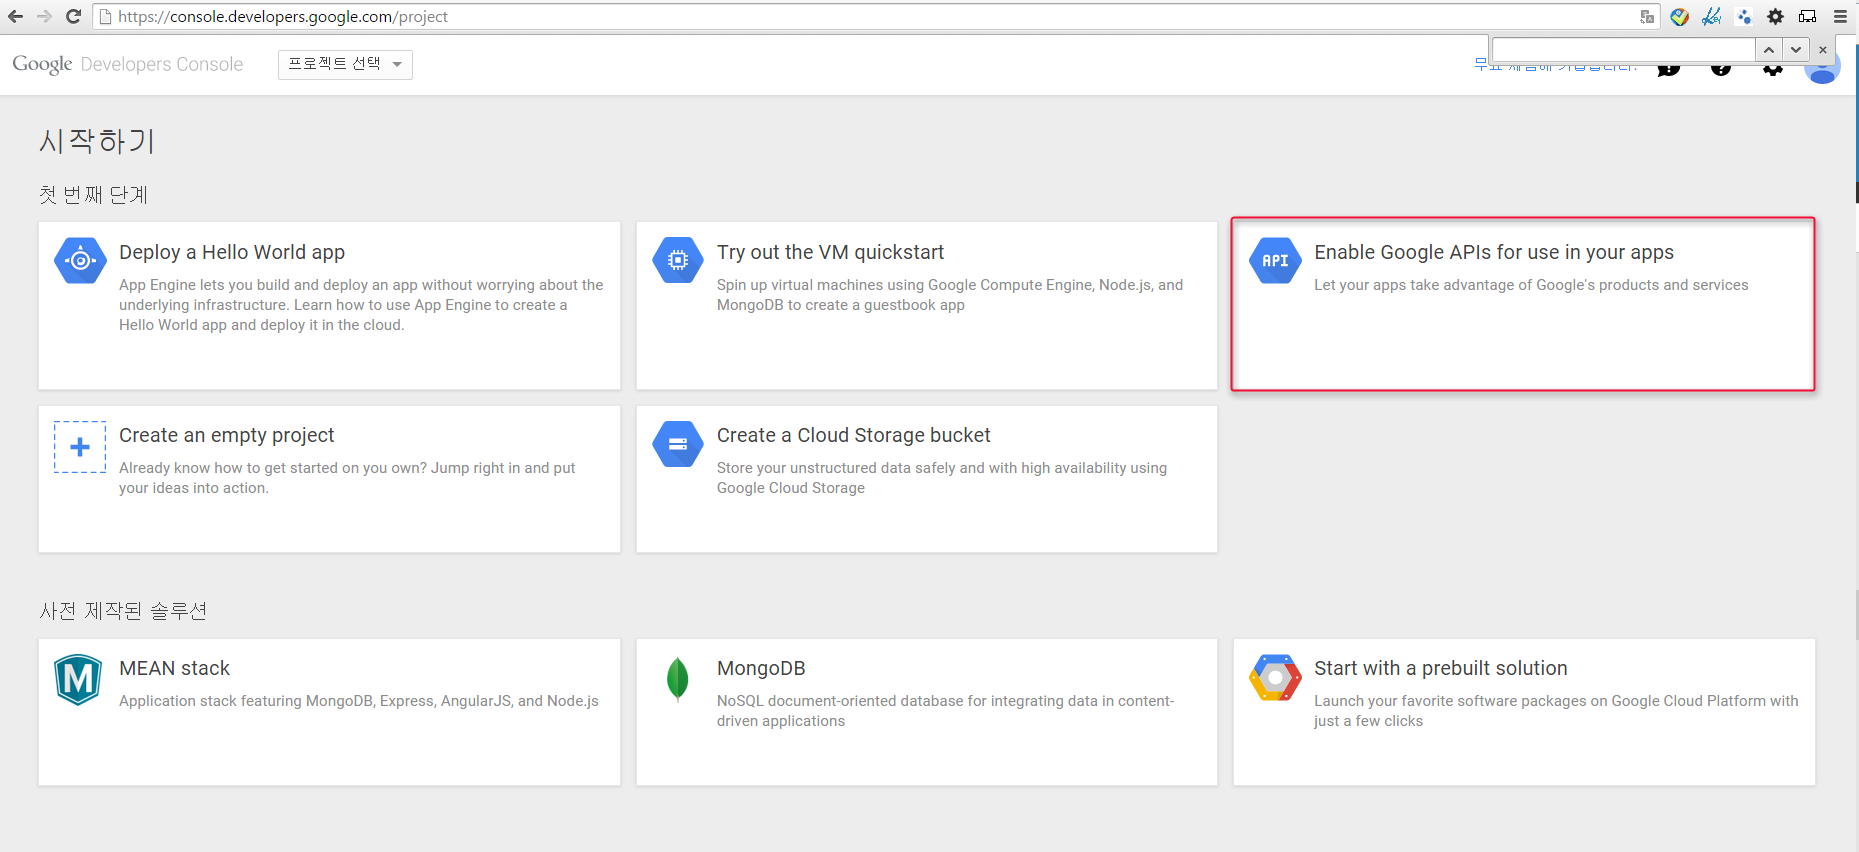 https://console.developers.google.com/project
Google Developers Console
프로젝트 선택
시작하기
첫 번째 단계
Deploy a Hello World app
App Engine lets you build and deploy an app without worrying about the
underlying infrastructure. Learn how to use App Engine to create a
Hello World app and deploy it in the cloud.
Try out the VM quickstart
Spin up virtual machines using Google Compute Engine, Node.js, and
MongoDB to create a guestbook app
API
Enable Google APIs for use in your apps
Let your apps take advantage of Google's products and services
Create an empty project
Already know how to get started on you own? Jump right in and put
your ideas into action.
Create a Cloud Storage bucket
Store your unstructured data safely and with high availability using
Google Cloud Storage
사전 제작된 솔루션
M
MEAN stack
Application stack featuring MongoDB, Express, AngularJS, and Node.js
MongoDB
NoSQL document-oriented database for integrating data in content-
driven applications
Start with a prebuilt solution
Launch your favorite software packages on Google Cloud Platform with
just a few clicks